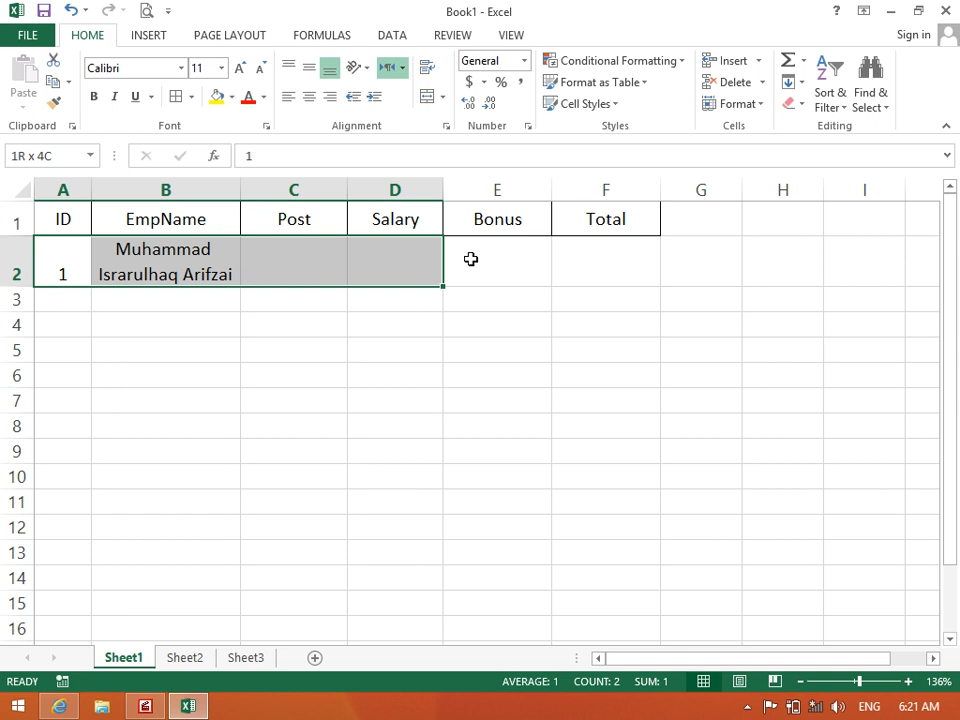 Book1 - Excel
FILE HOME INSERT PAGE LAYOUT FORMULAS DATA REVIEW VIEW Sign in
Paste
Calibri 11
B I U
General
$ % ,
Conditional Formatting
Format as Table
Cell Styles
Insert
Delete
Format
Sort & Filter
Find & Select
Clipboard Font Alignment Number Styles Cells Editing
1R x 4C fx 1
A B C D E F G H I
1 ID EmpName Post Salary Bonus Total
2 1 Muhammad
Israrulhaq Arifzai
3
4
5
6
7
8
9
10
11
12
13
14
15
16
Sheet1 Sheet2 Sheet3
READY AVERAGE: 1 COUNT: 2 SUM: 1 136%
ENG 6:21 AM